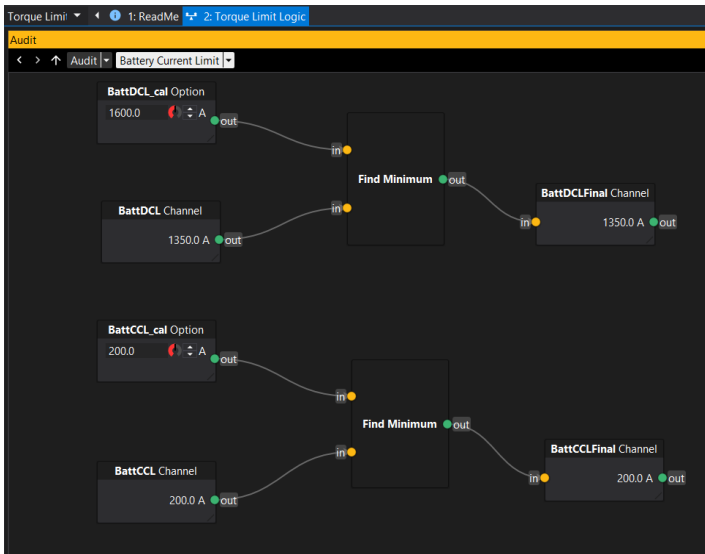 Torque Limit
1: ReadMe
2: Torque Limit Logic
Audit
Audit
Battery Current Limit
BattDCL_cal Option
1600.0 A
out
in
Find Minimum
out
BattDCLFinal Channel
in
1350.0 A
out
BattDCL Channel
in
1350.0 A
out
BattCCL_cal Option
200.0 A
out
in
Find Minimum
out
BattCCLFinal Channel
in
BattCCL Channel
in
200.0 A
out
200.0 A
out